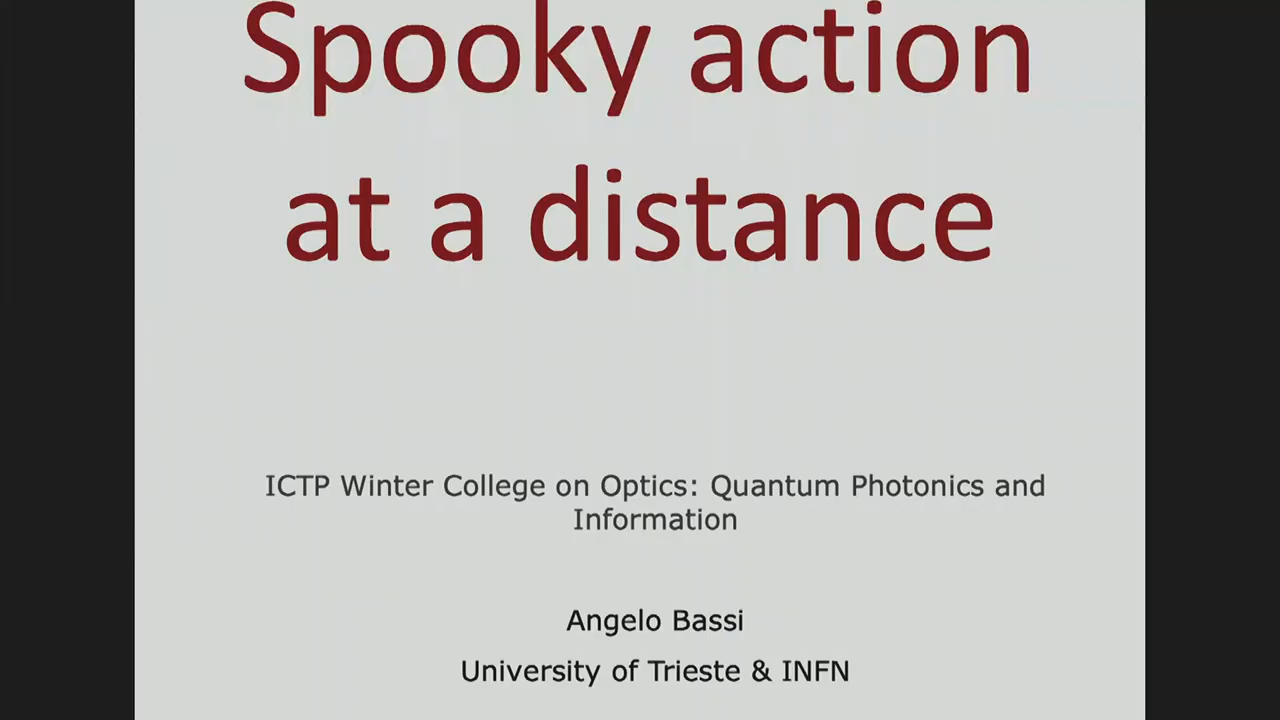 Spooky action
at a distance
ICTP Winter College on Optics: Quantum Photonics and
Information
Angelo Bassi
University of Trieste & INFN